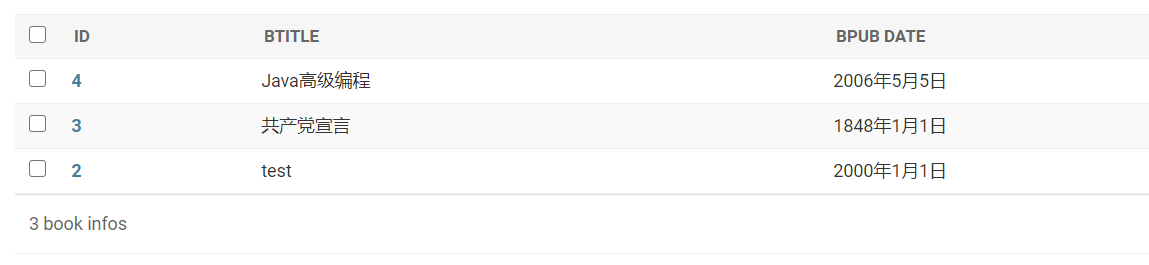 ID BTITLE BPUB DATE
4 Java高级编程 2006年5月5日
3 共产党宣言 1848年1月1日
2 test 2000年1月1日
3 book infos